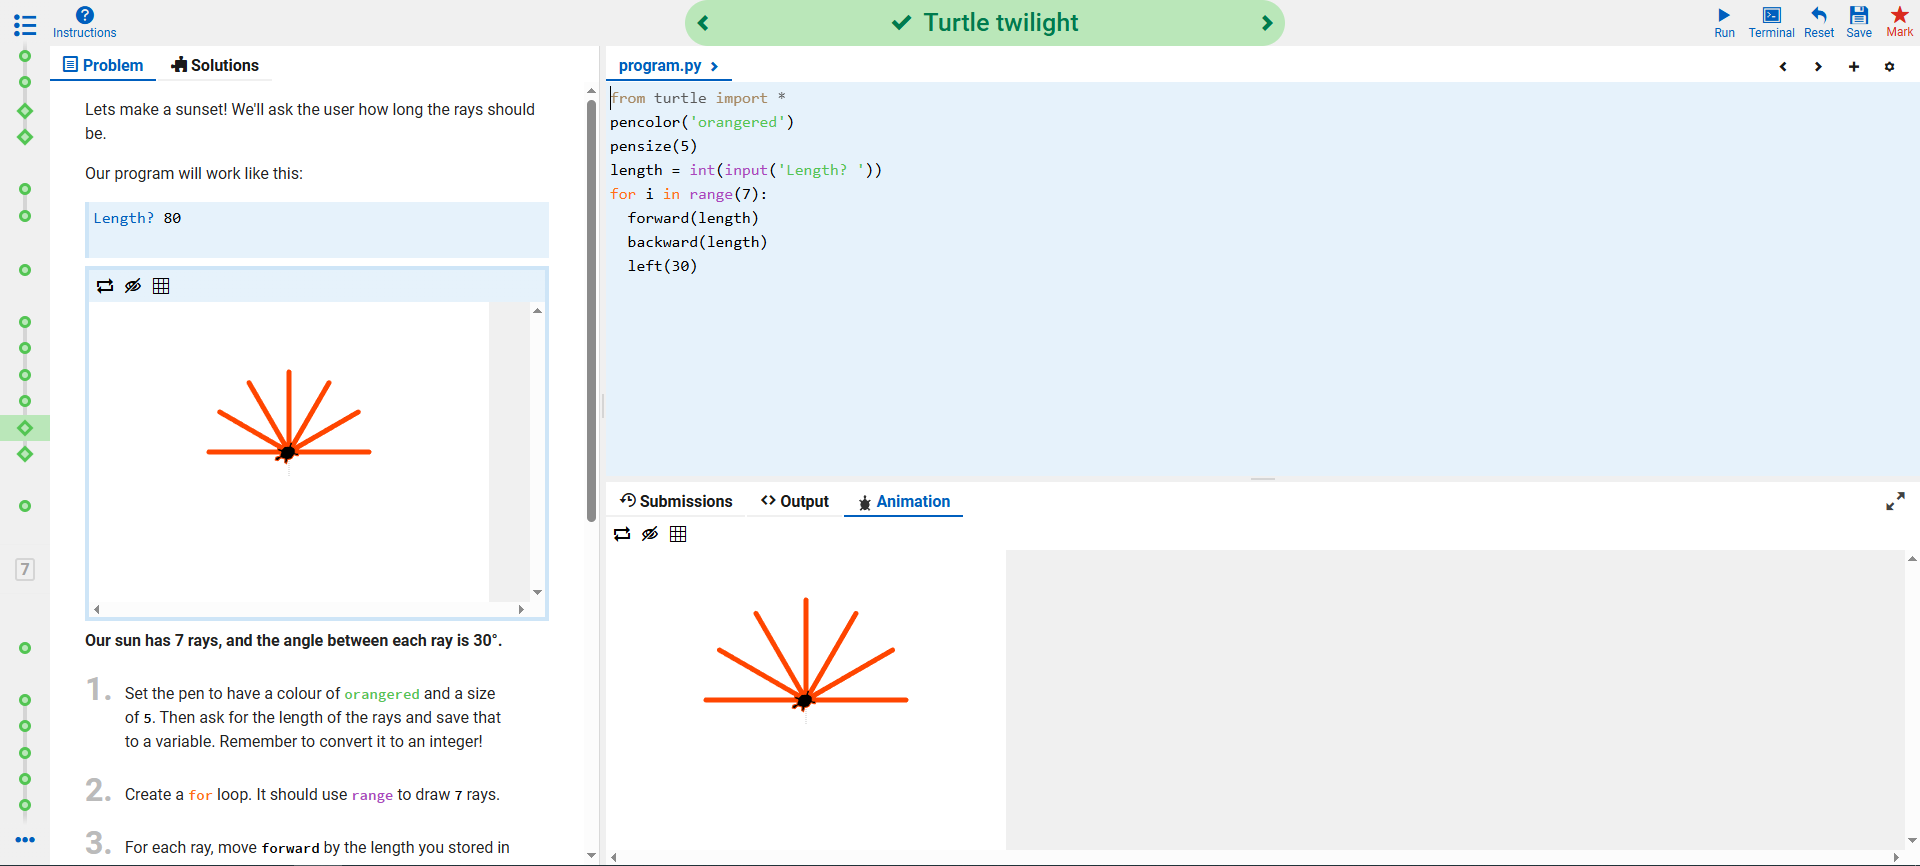 Instructions
Turtle twilight
Run
Terminal
Reset
Save
Mark
Problem
Solutions
Lets make a sunset! We'll ask the user how long the rays should
be.
Our program will work like this:
Length? 80
Our sun has 7 rays, and the angle between each ray is 30°.
1. Set the pen to have a colour of orangered and a size
of 5. Then ask for the length of the rays and save that
to a variable. Remember to convert it to an integer!
2. Create a for loop. It should use range to draw 7 rays.
3. For each ray, move forward by the length you stored in
7
program.py
from turtle import *
pencolor('orangered')
pensize(5)
length = int(input('Length? '))
for i in range(7):
  forward(length)
  backward(length)
  left(30)
Submissions
Output
Animation